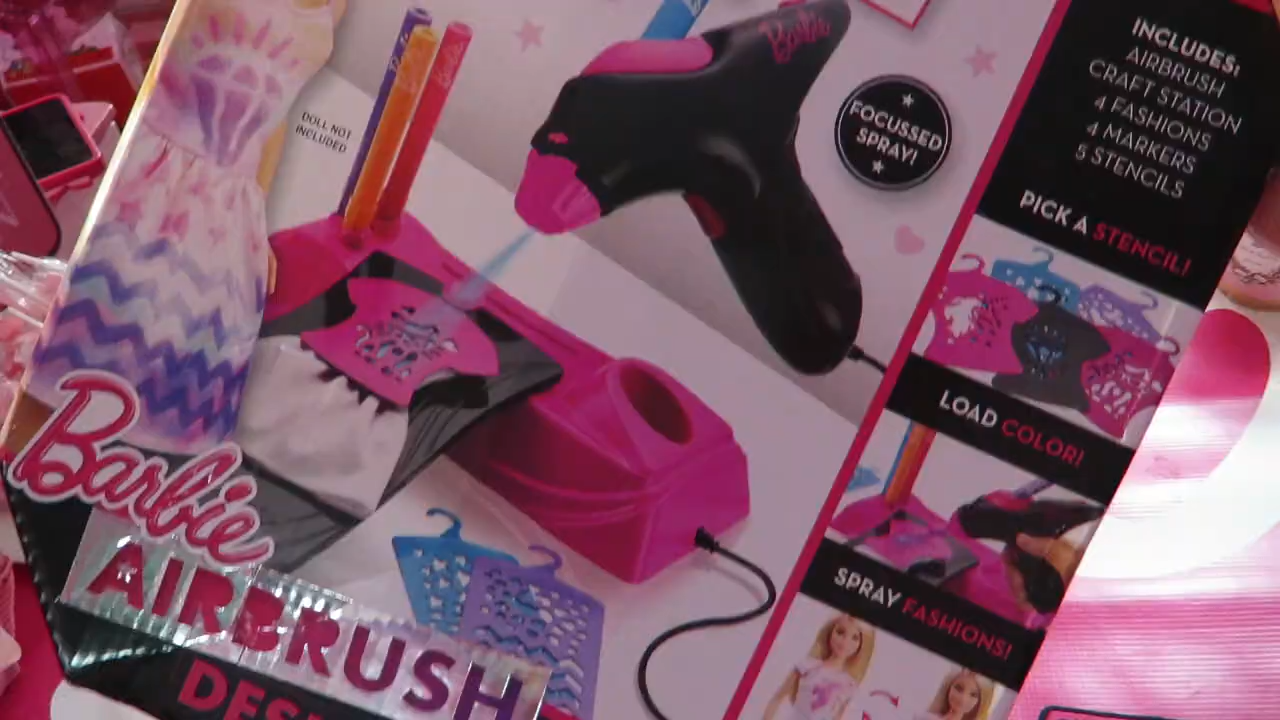 Barbie
DOLL NOT
INCLUDED
FOCUSSED
SPRAY!
INCLUDES:
AIRBRUSH
CRAFT STATION
4 FASHIONS
4 MARKERS
5 STENCILS
PICK A STENCIL!
LOAD COLOR!
SPRAY FASHIONS!
Barbie
AIRBRUSH